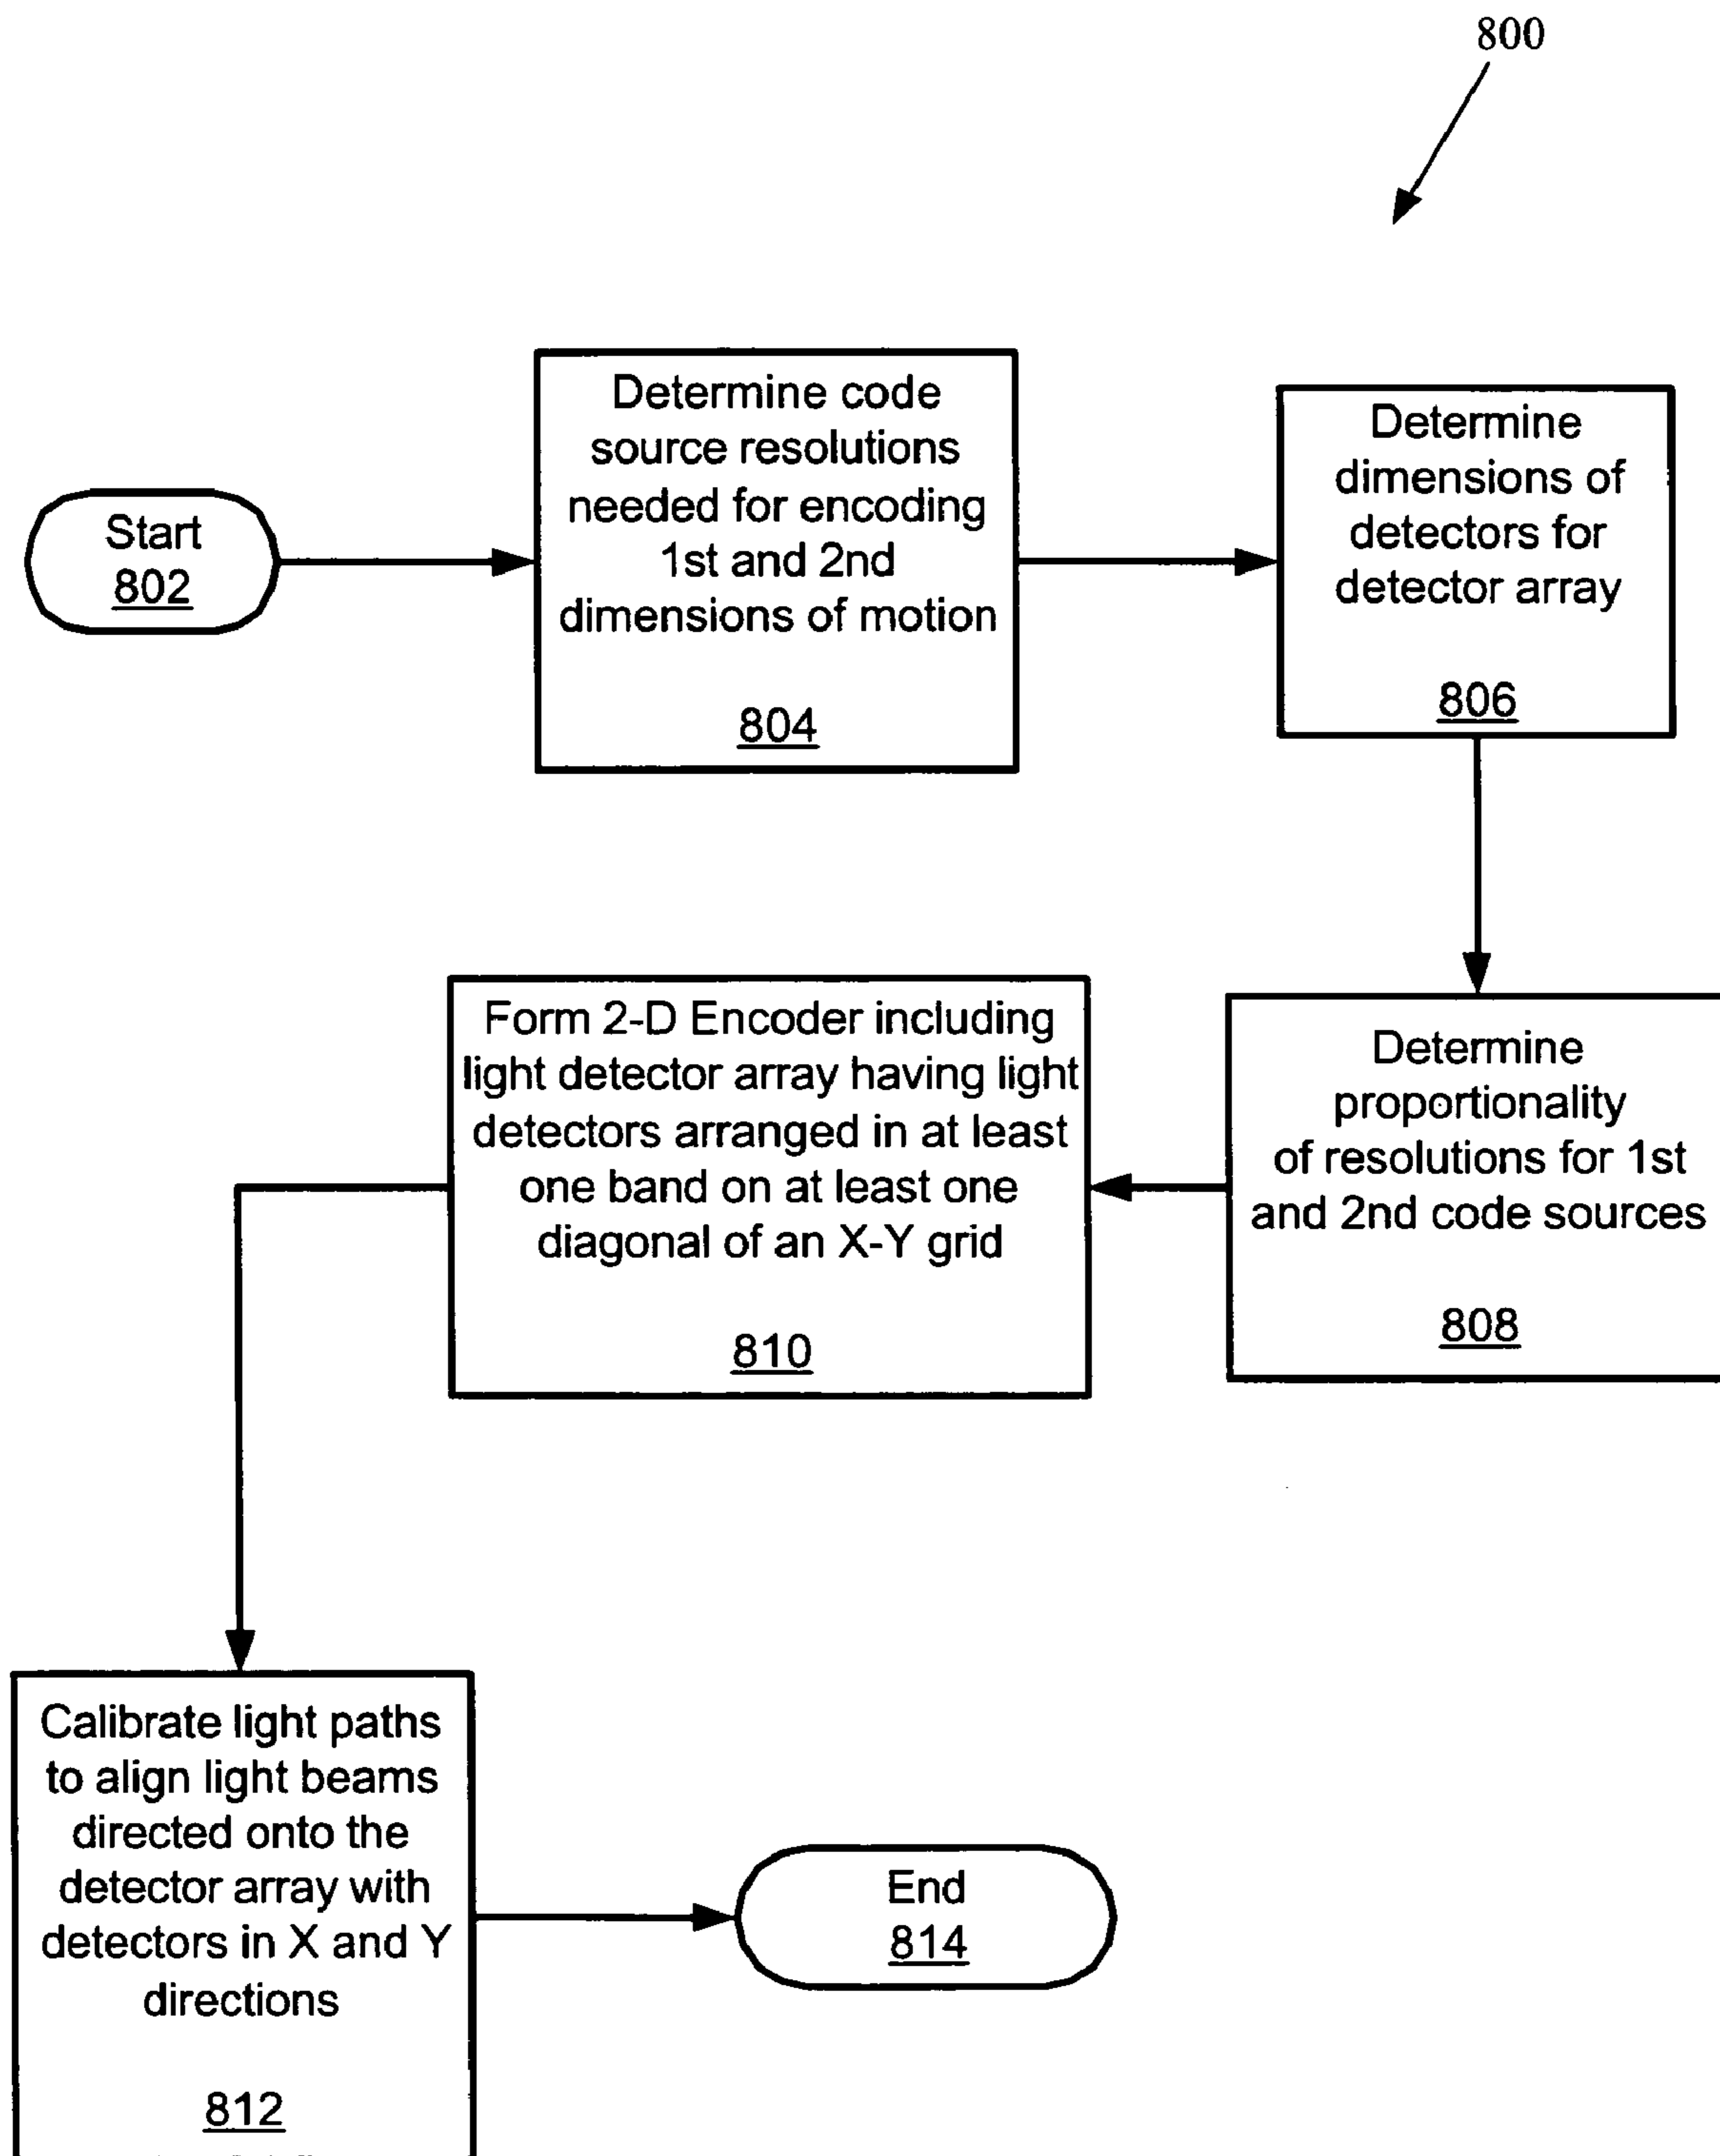 800
Start
802
Determine code
source resolutions
needed for encoding
1st and 2nd
dimensions of motion
804
Determine
dimensions of
detectors for
detector array
806
Determine
proportionality
of resolutions for 1st
and 2nd code sources
808
Form 2-D Encoder including
light detector array having light
detectors arranged in at least
one band on at least one
diagonal of an X-Y grid
810
Calibrate light paths
to align light beams
directed onto the
detector array with
detectors in X and Y
directions
812
End
814